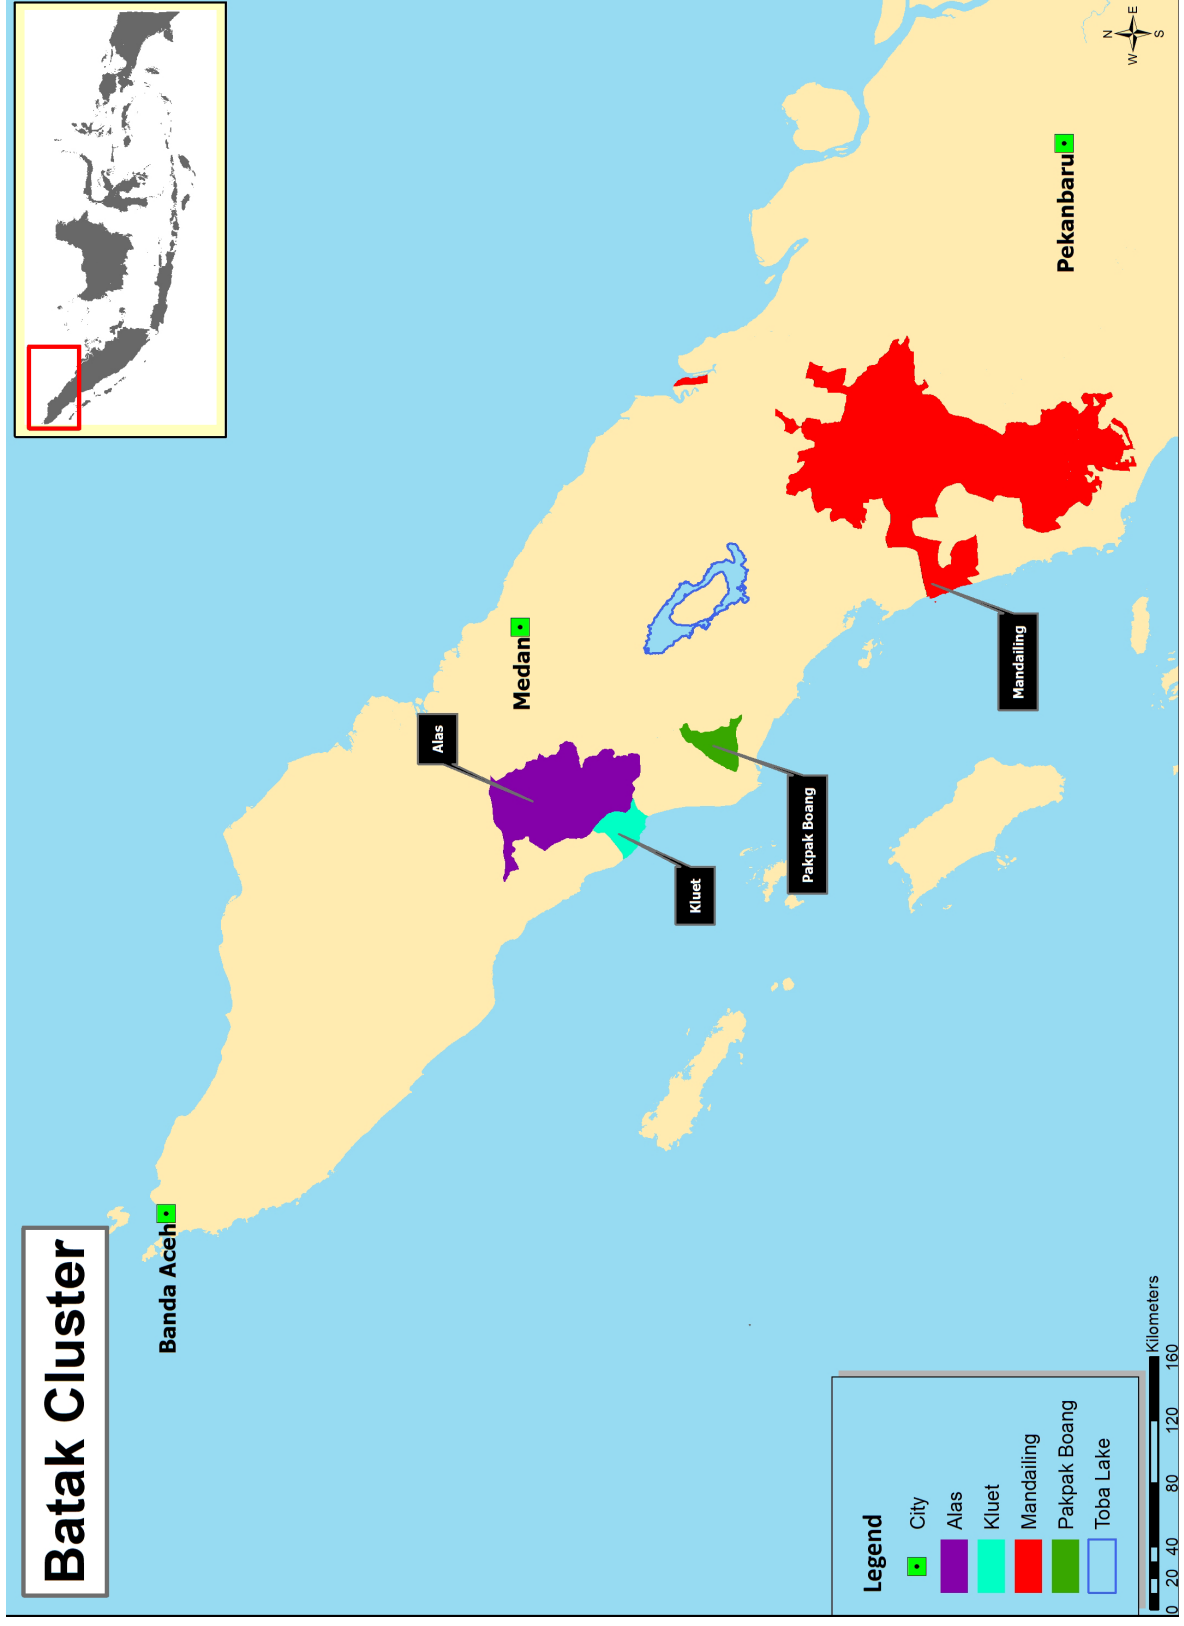 Batak Cluster
Banda Aceh
Medan
Pekanbaru
Alas
Kluet
Pakpak Boang
Mandailing
N
W
E
S
Legend
City
Alas
Kluet
Mandailing
Pakpak Boang
Toba Lake
0 20 40 80 120 160
Kilometers